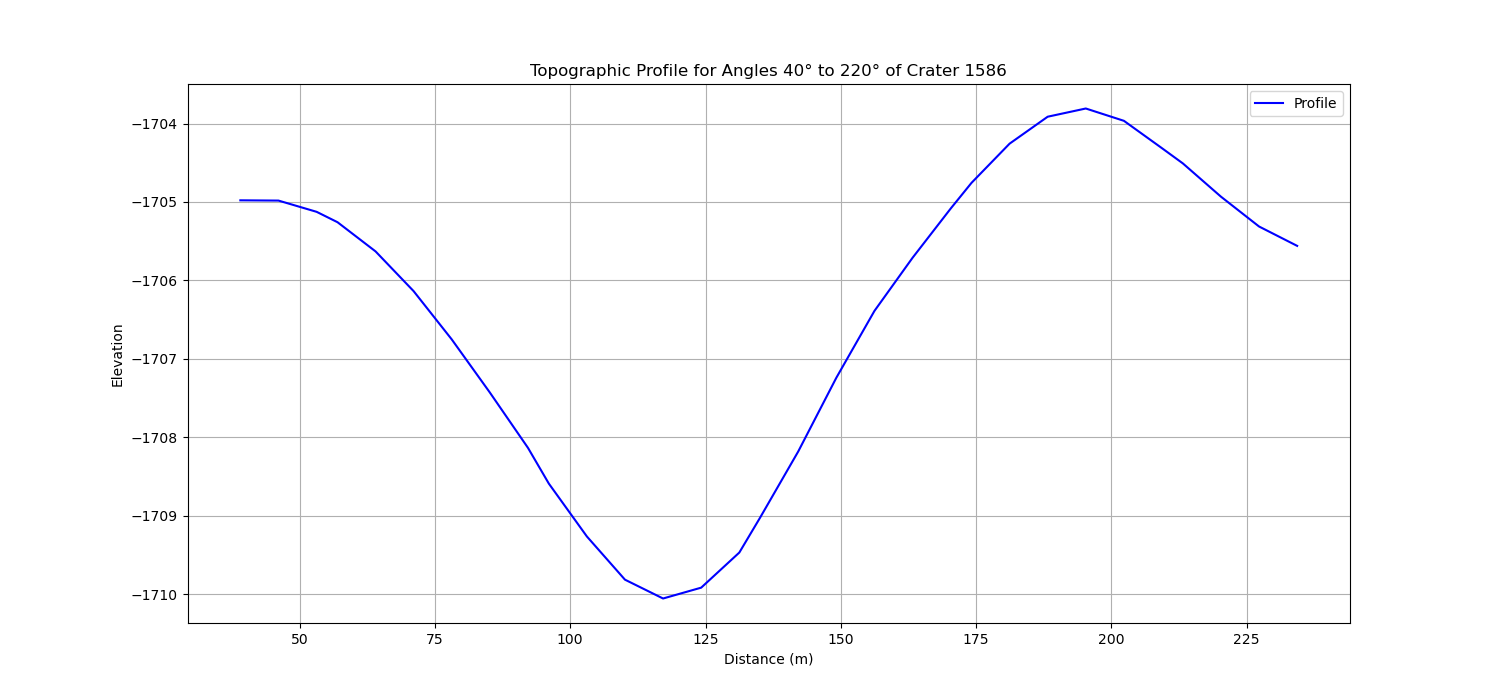 Topographic Profile for Angles 40° to 220° of Crater 1586
Profile
−1704
−1705
−1706
−1707
−1708
−1709
−1710
Elevation
50 75 100 125 150 175 200 225
Distance (m)